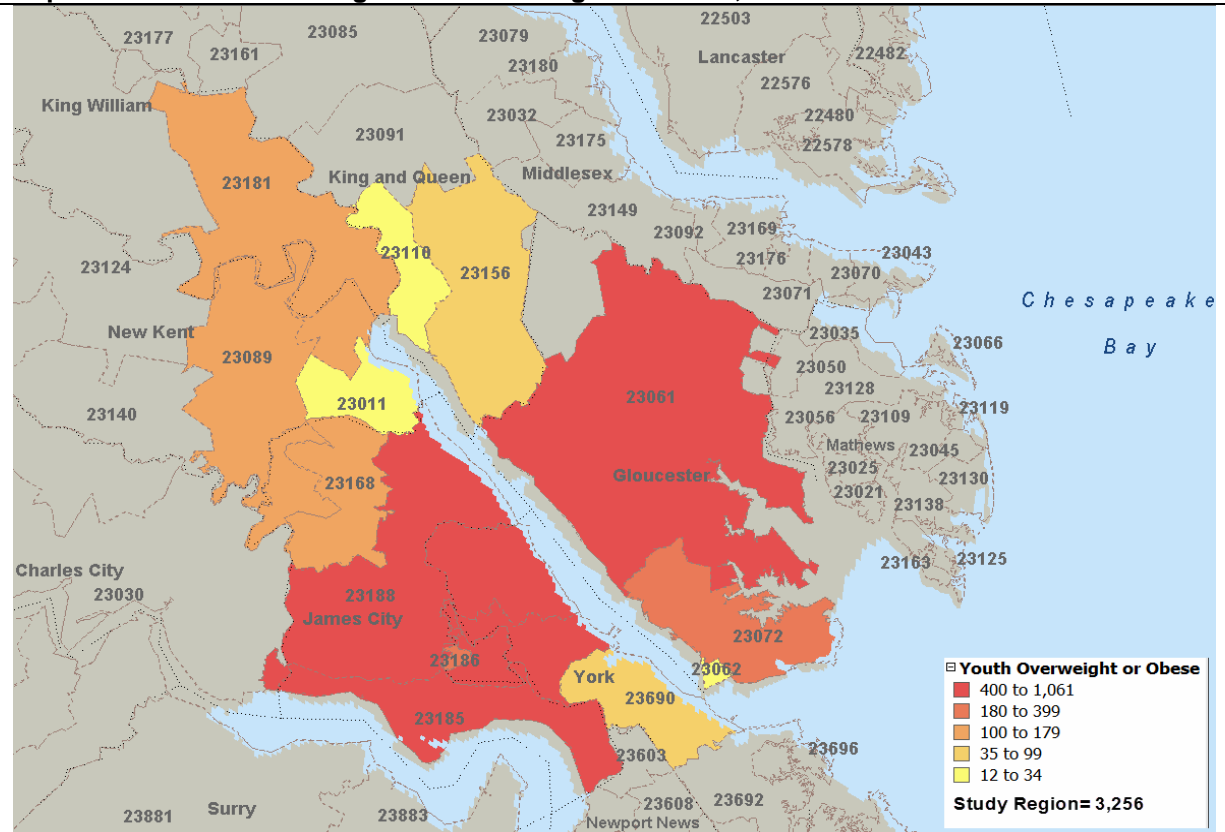 22503
23177
23085
23079
23161
22482
Lancaster
23180
22576
King William
23032
22480
23091
23175
22578
King and Queen
Middlesex
23181
23149
23169
23092
23110
23176
23043
23124
23156
23070
23071
Chesapeake
New Kent
23035
23066
23089
Bay
23050
23128
23011
23061
23119
23140
23056
23109
Mathews
23045
23025
Gloucester
23130
23168
23021
23138
23163
23125
Charles City
23188
23030
James City
23072
23186
23062
York
Youth Overweight or Obese
23690
400 to 1,061
180 to 399
23185
100 to 179
23696
35 to 99
23603
12 to 34
23608
23692
Study Region= 3,256
Surry
23881
23883
Newport News